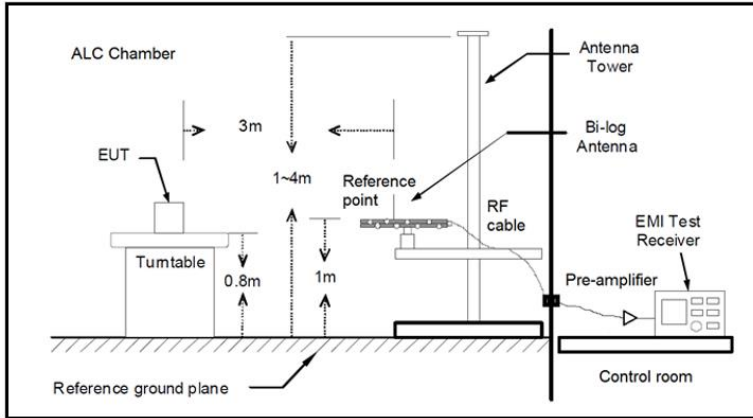 ALC Chamber
Antenna
Tower
3m
Bi-log
Antenna
EUT
1~4m
Reference
point
RF
cable
EMI Test
Receiver
Turntable
0.8m
1m
Pre-amplifier
Reference ground plane
Control room